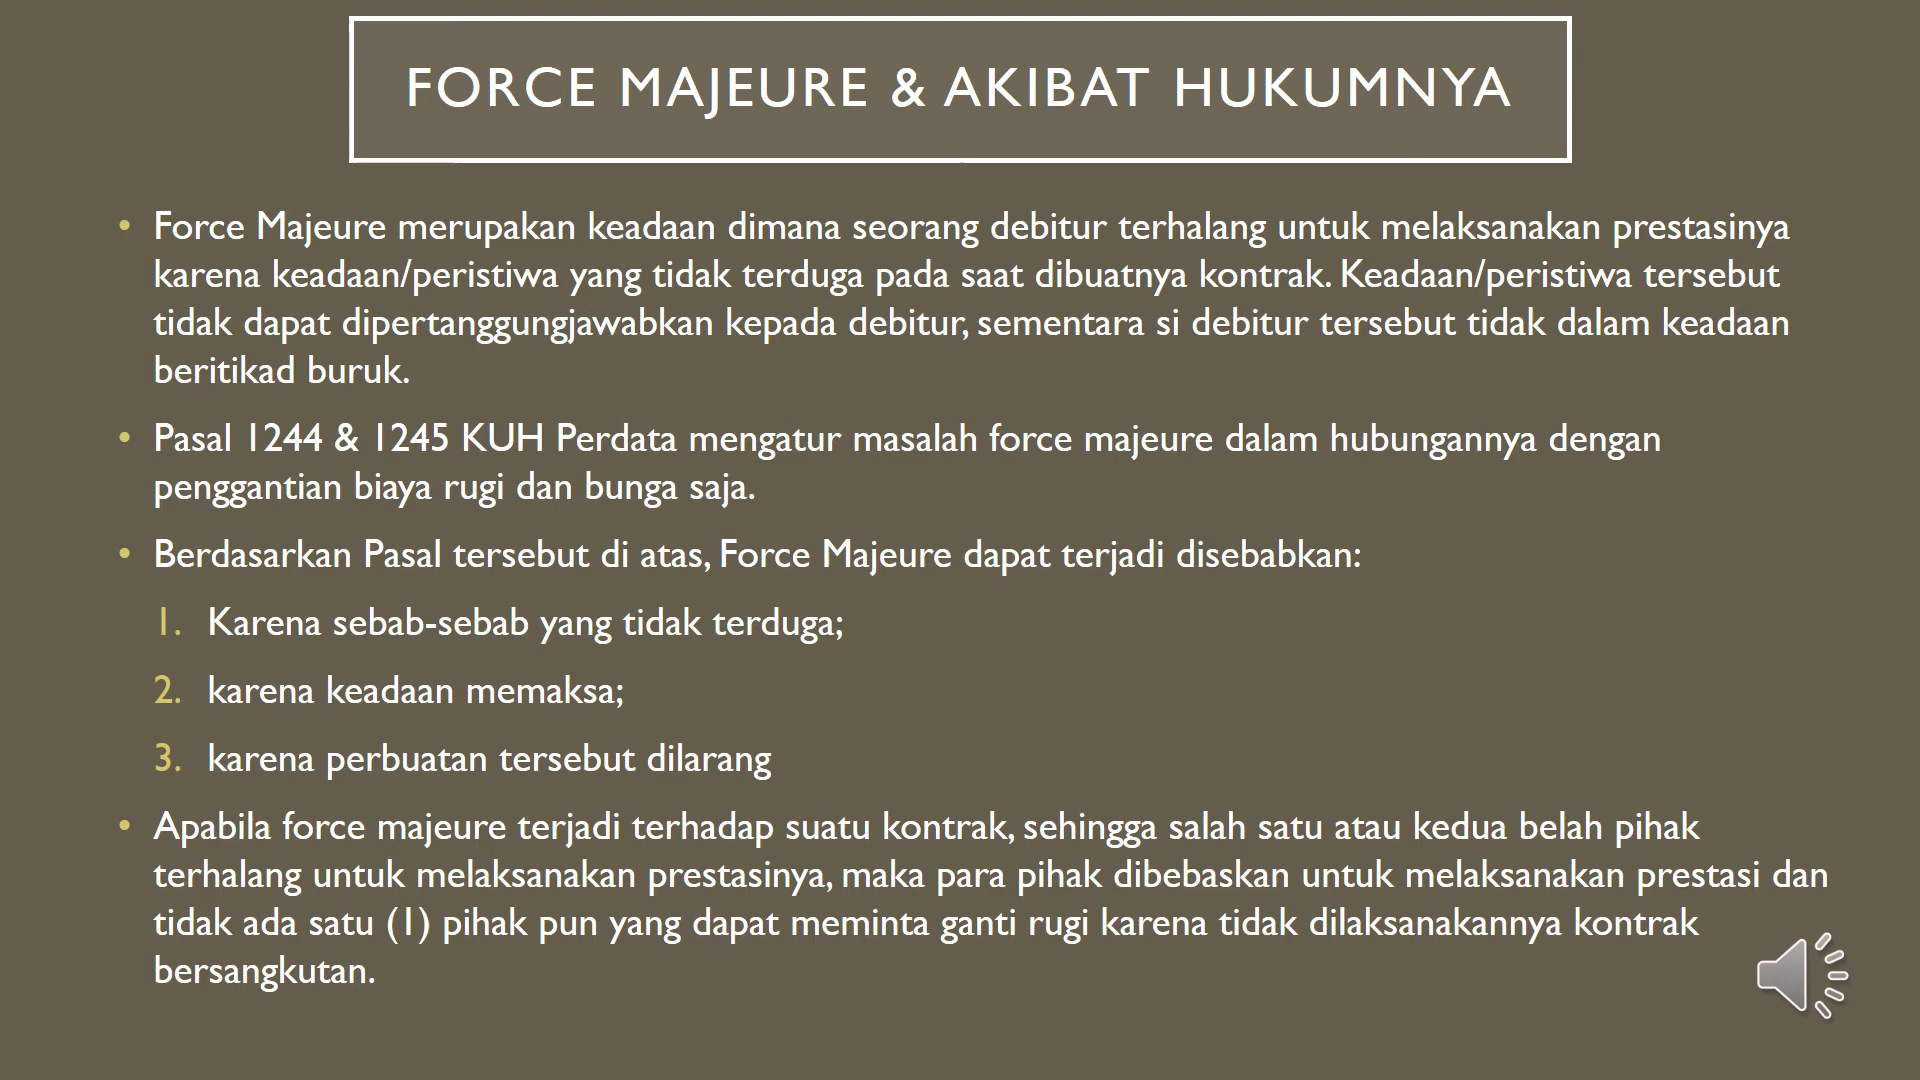 FORCE MAJEURE & AKIBAT HUKUMNYA
• Force Majeure merupakan keadaan dimana seorang debitur terhalang untuk melaksanakan prestasinya
karena keadaan/peristiwa yang tidak terduga pada saat dibuatnya kontrak. Keadaan/peristiwa tersebut
tidak dapat dipertanggungjawabkan kepada debitur, sementara si debitur tersebut tidak dalam keadaan
beritikad buruk.
• Pasal 1244 & 1245 KUH Perdata mengatur masalah force majeure dalam hubungannya dengan
penggantian biaya rugi dan bunga saja.
• Berdasarkan Pasal tersebut di atas, Force Majeure dapat terjadi disebabkan:
1. Karena sebab-sebab yang tidak terduga;
2. karena keadaan memaksa;
3. karena perbuatan tersebut dilarang
• Apabila force majeure terjadi terhadap suatu kontrak, sehingga salah satu atau kedua belah pihak
terhalang untuk melaksanakan prestasinya, maka para pihak dibebaskan untuk melaksanakan prestasi dan
tidak ada satu (1) pihak pun yang dapat meminta ganti rugi karena tidak dilaksanakannya kontrak
bersangkutan.